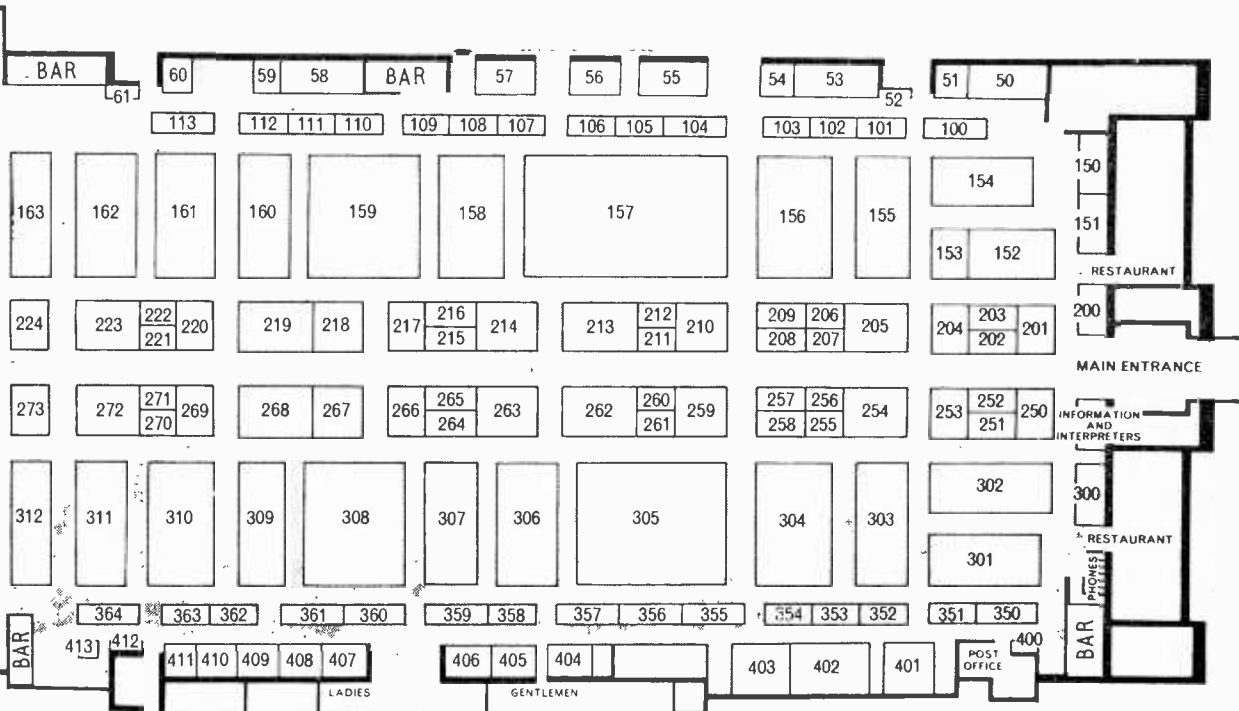 BAR 60 59 58 BAR 57 56 55 54 53 51 50
61 52
113 112 111 110 109 108 107 106 105 104 103 102 101 100
150
154
163 162 161 160 159 158 157 156 155
151
153 152
RESTAURANT
200
224 223 222 220 219 218 217 216 214 213 212 210 209 206 205 204 203 201
221 215 211 208 207 202
MAIN ENTRANCE
273 272 271 269 268 267 266 265 263 262 260 259 257 256 254 253 252 250
270 264 261 258 255 251
INFORMATION
AND
INTERPRETERS
302 300
312 311 310 309 308 307 306 305 304 303
RESTAURANT
301
PHONES
364 363 362 361 360 359 358 357 356 355 354 353 352 351 350
BAR 413 412 400 BAR
411 410 409 408 407 406 405 404 403 402 401
POST
OFFICE
LADIES GENTLEMEN